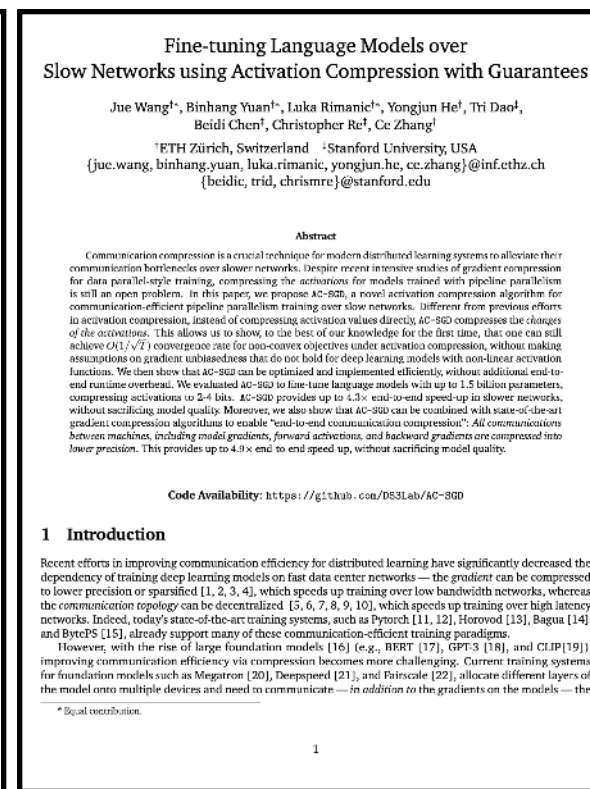 Fine-tuning Language Models over
Slow Networks using Activation Compression with Guarantees
Jue Wang†*, Binhang Yuan†*, Luka Rimanic†*, Yongjun He†, Tri Dao‡,
Beidi Chen‡, Christopher Re‡, Ce Zhang†
†ETH Zürich, Switzerland ‡Stanford University, USA
{jue.wang, binhang.yuan, luka.rimanic, yongjun.he, ce.zhang}@inf.ethz.ch
{beidic, trid, chrismre}@stanford.edu
Abstract
Communication compression is a crucial technique for modern distributed learning systems to alleviate their
communication bottlenecks over slower networks. Despite recent intensive studies of gradient compression
for data parallel-style training, compressing the activations for models trained with pipeline parallelism
is still an open problem. In this paper, we propose AC-SGD, a novel activation compression algorithm for
communication-efficient pipeline parallelism training over slow networks. Different from previous efforts
in activation compression, instead of compressing activation values directly, AC-SGD compresses the changes
of the activations. This allows us to show, to the best of our knowledge for the first time, that one can still
achieve O(1/√T) convergence rate for non-convex objectives under activation compression, without making
assumptions on gradient unbiasedness that do not hold for deep learning models with non-linear activation
functions. We then show that AC-SGD can be optimized and implemented efficiently, without additional end-to-
end runtime overhead. We evaluated AC-SGD to fine-tune language models with up to 1.5 billion parameters,
compressing activations to 2-4 bits. AC-SGD provides up to 4.3× end-to-end speed-up in slower networks,
without sacrificing model quality. Moreover, we also show that AC-SGD can be combined with state-of-the-art
gradient compression algorithms to enable "end-to-end communication compression": All communications
between machines, including model gradients, forward activations, and backward gradients are compressed into
lower precision. This provides up to 4.9× end-to-end speed-up, without sacrificing model quality.
Code Availability: https://github.com/DS3Lab/AC-SGD
1 Introduction
Recent efforts in improving communication efficiency for distributed learning have significantly decreased the
dependency of training deep learning models on fast data center networks — the gradient can be compressed
to lower precision or sparsified [1, 2, 3, 4], which speeds up training over low bandwidth networks, whereas
the communication topology can be decentralized [5, 6, 7, 8, 9, 10], which speeds up training over high latency
networks. Indeed, today's state-of-the-art training systems, such as Pytorch [11, 12], Horovod [13], Bagua [14]
and BytePS [15], already support many of these communication-efficient training paradigms.
However, with the rise of large foundation models [16] (e.g., BERT [17], GPT-3 [18], and CLIP[19]),
improving communication efficiency via compression becomes more challenging. Current training systems
for foundation models such as Megatron [20], Deepspeed [21], and Fairscale [22], allocate different layers of
the model onto multiple devices and need to communicate — in addition to the gradients on the models — the
* Equal contribution.
1